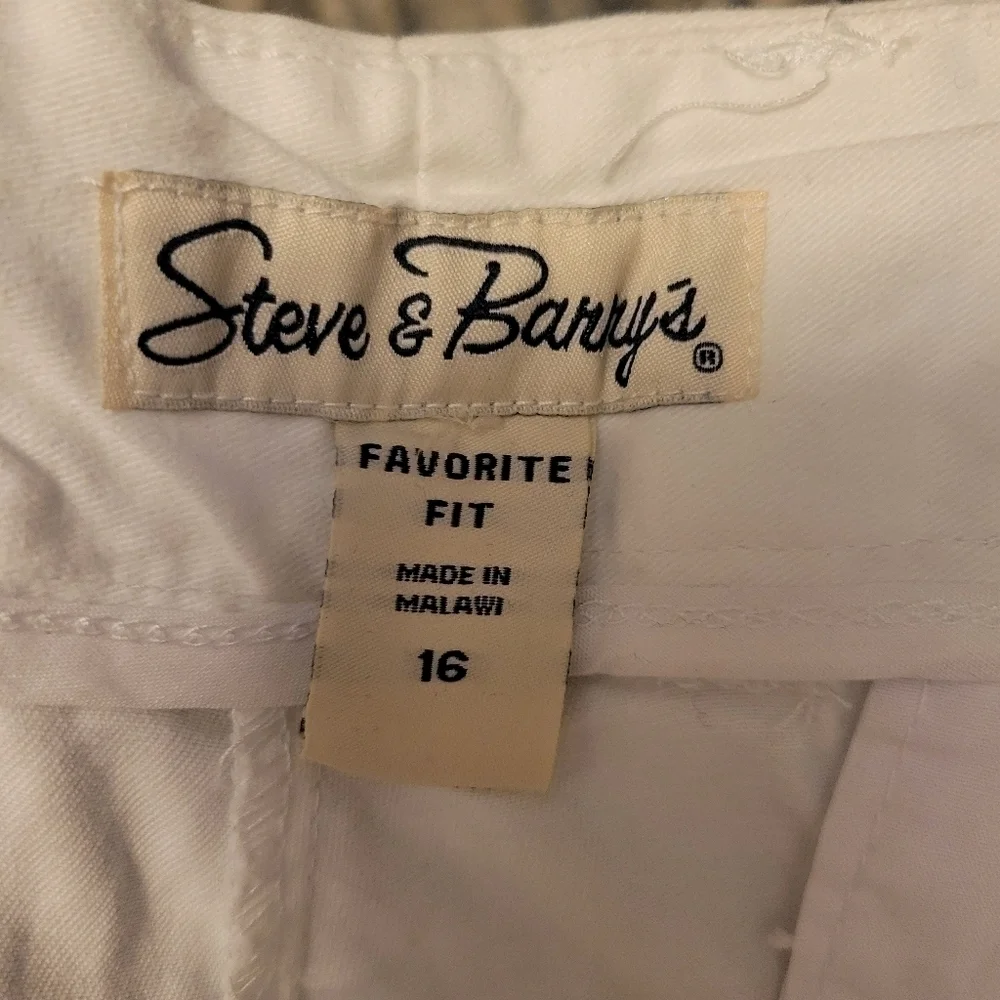 Steve & Barry's ®
FAVORITE
FIT
MADE IN
MALAWI
16